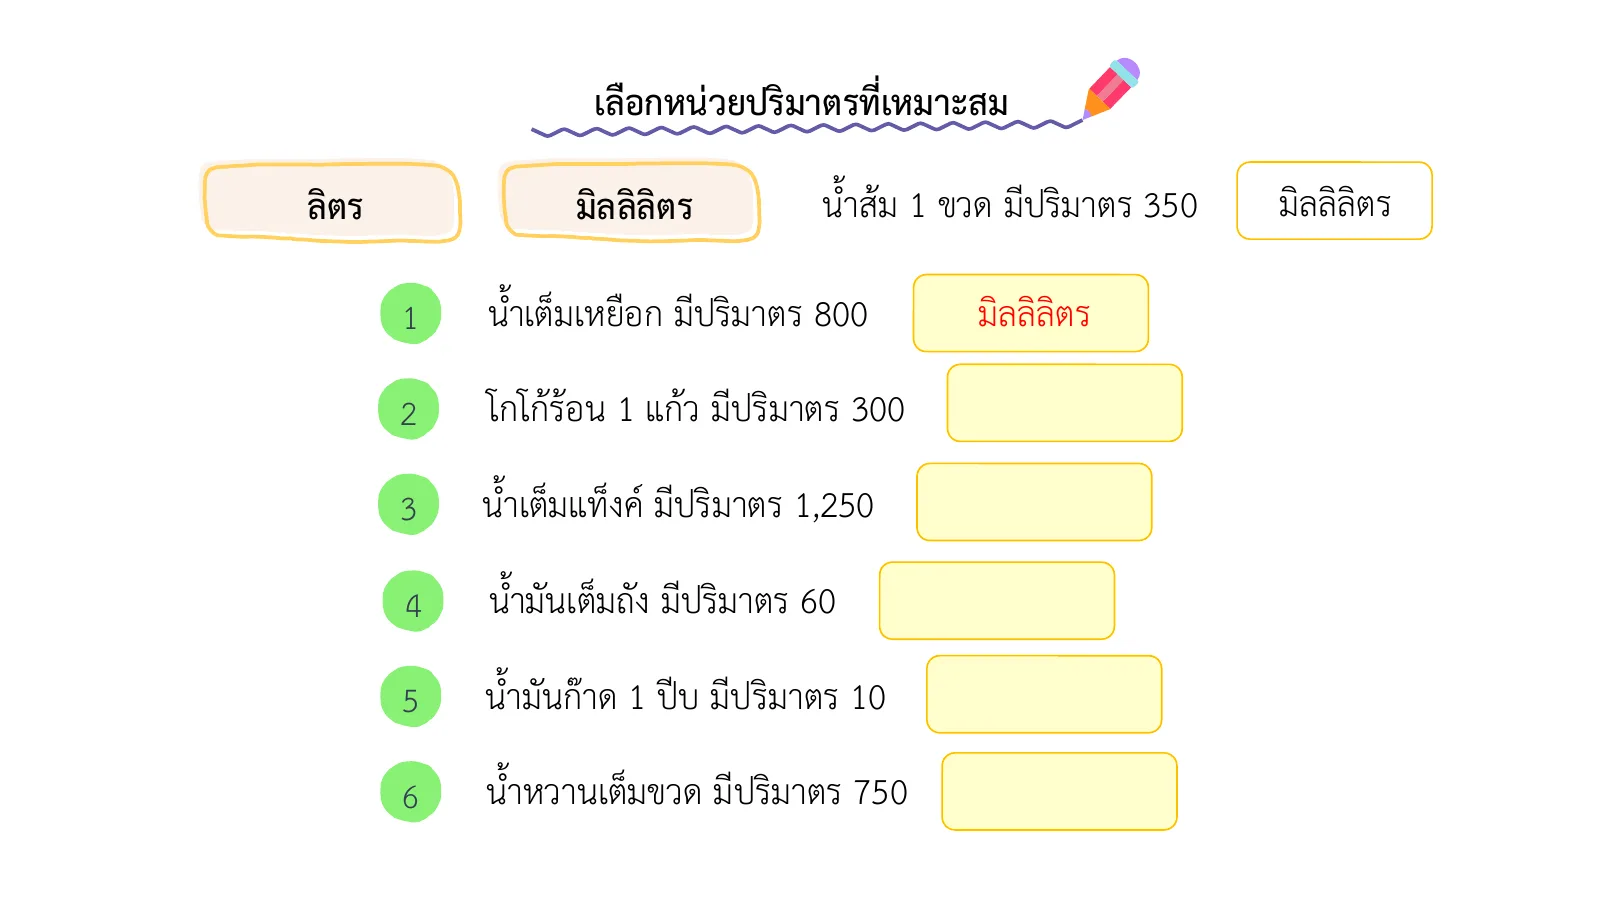 เลือกหน่วยปริมาตรที่เหมาะสม
ลิตร มิลลิลิตร น้ำส้ม 1 ขวด มีปริมาตร 350 มิลลิลิตร
1 น้ำเต็มเหยือก มีปริมาตร 800 มิลลิลิตร
2 โกโก้ร้อน 1 แก้ว มีปริมาตร 300
3 น้ำเต็มแท็งค์ มีปริมาตร 1,250
4 น้ำมันเต็มถัง มีปริมาตร 60
5 น้ำมันก๊าด 1 ปีบ มีปริมาตร 10
6 น้ำหวานเต็มขวด มีปริมาตร 750